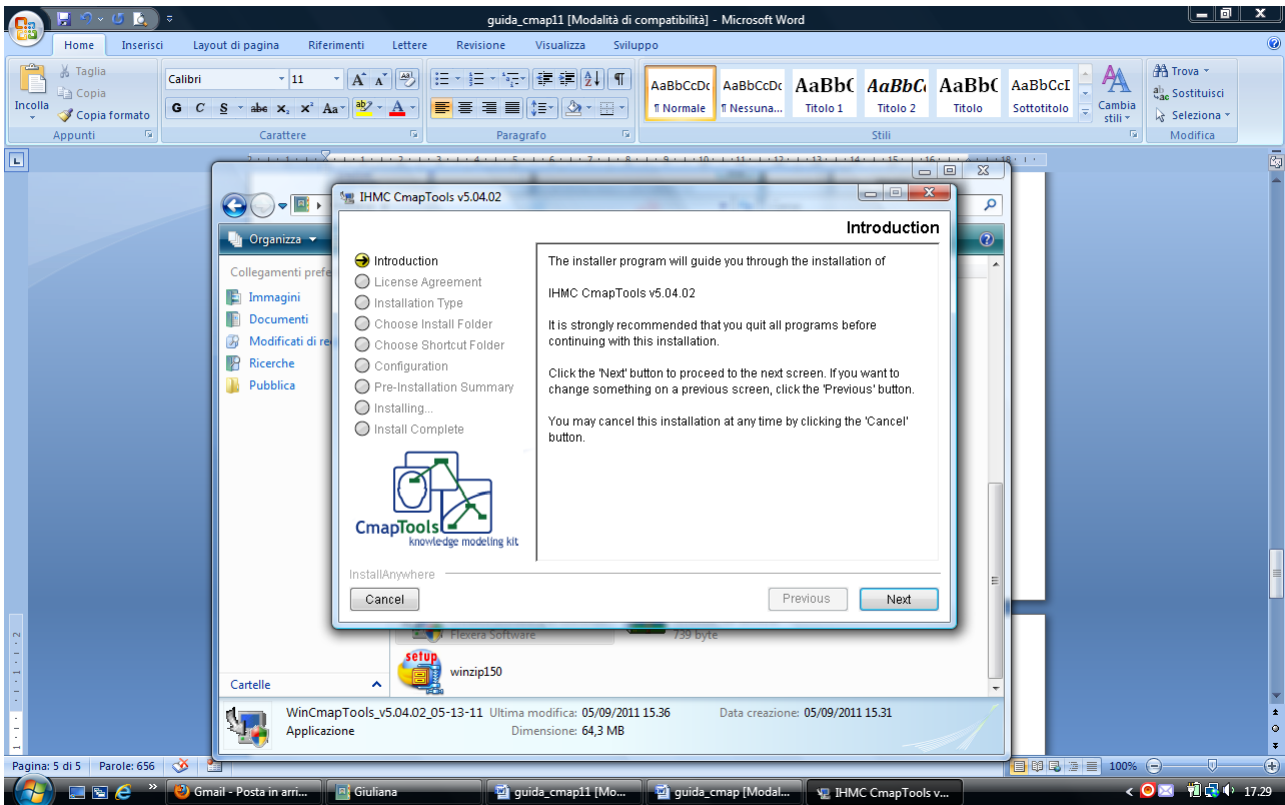 guida_cmap11 [Modalità di compatibilità] - Microsoft Word
Home Inserisci Layout di pagina Riferimenti Lettere Revisione Visualizza Sviluppo
Incolla
Taglia
Copia
Copia formato
Appunti
Calibri 11
G C S abc x, x² Aa
Carattere
Paragrafo
AaBbCcDc AaBbCcDc AaBbC AaBbC AaBbC AaBbCcI
¶ Normale ¶ Nessuna... Titolo 1 Titolo 2 Titolo Sottotitolo
Cambia stili
Stili
Trova
Sostituisci
Seleziona
Modifica
IHMC CmapTools v5.04.02
Introduction
Organizza
Collegamenti prefe
Immagini
Documenti
Modificati di re
Ricerche
Pubblica
Introduction
License Agreement
Installation Type
Choose Install Folder
Choose Shortcut Folder
Configuration
Pre-Installation Summary
Installing...
Install Complete
CmapTools
knowledge modeling kit
The installer program will guide you through the installation of
IHMC CmapTools v5.04.02
It is strongly recommended that you quit all programs before
continuing with this installation.
Click the 'Next' button to proceed to the next screen. If you want to
change something on a previous screen, click the 'Previous' button.
You may cancel this installation at any time by clicking the 'Cancel'
button.
InstallAnywhere
Cancel Previous Next
Flexera Software 739 byte
setup
winzip150
Cartelle
WinCmapTools_v5.04.02_05-13-11 Ultima modifica: 05/09/2011 15.36 Data creazione: 05/09/2011 15.31
Applicazione Dimensione: 64,3 MB
Pagina: 5 di 5 Parole: 656 100%
Gmail - Posta in arri... Giuliana guida_cmap11 [Mo... guida_cmap [Modal... IHMC CmapTools v... 17.29